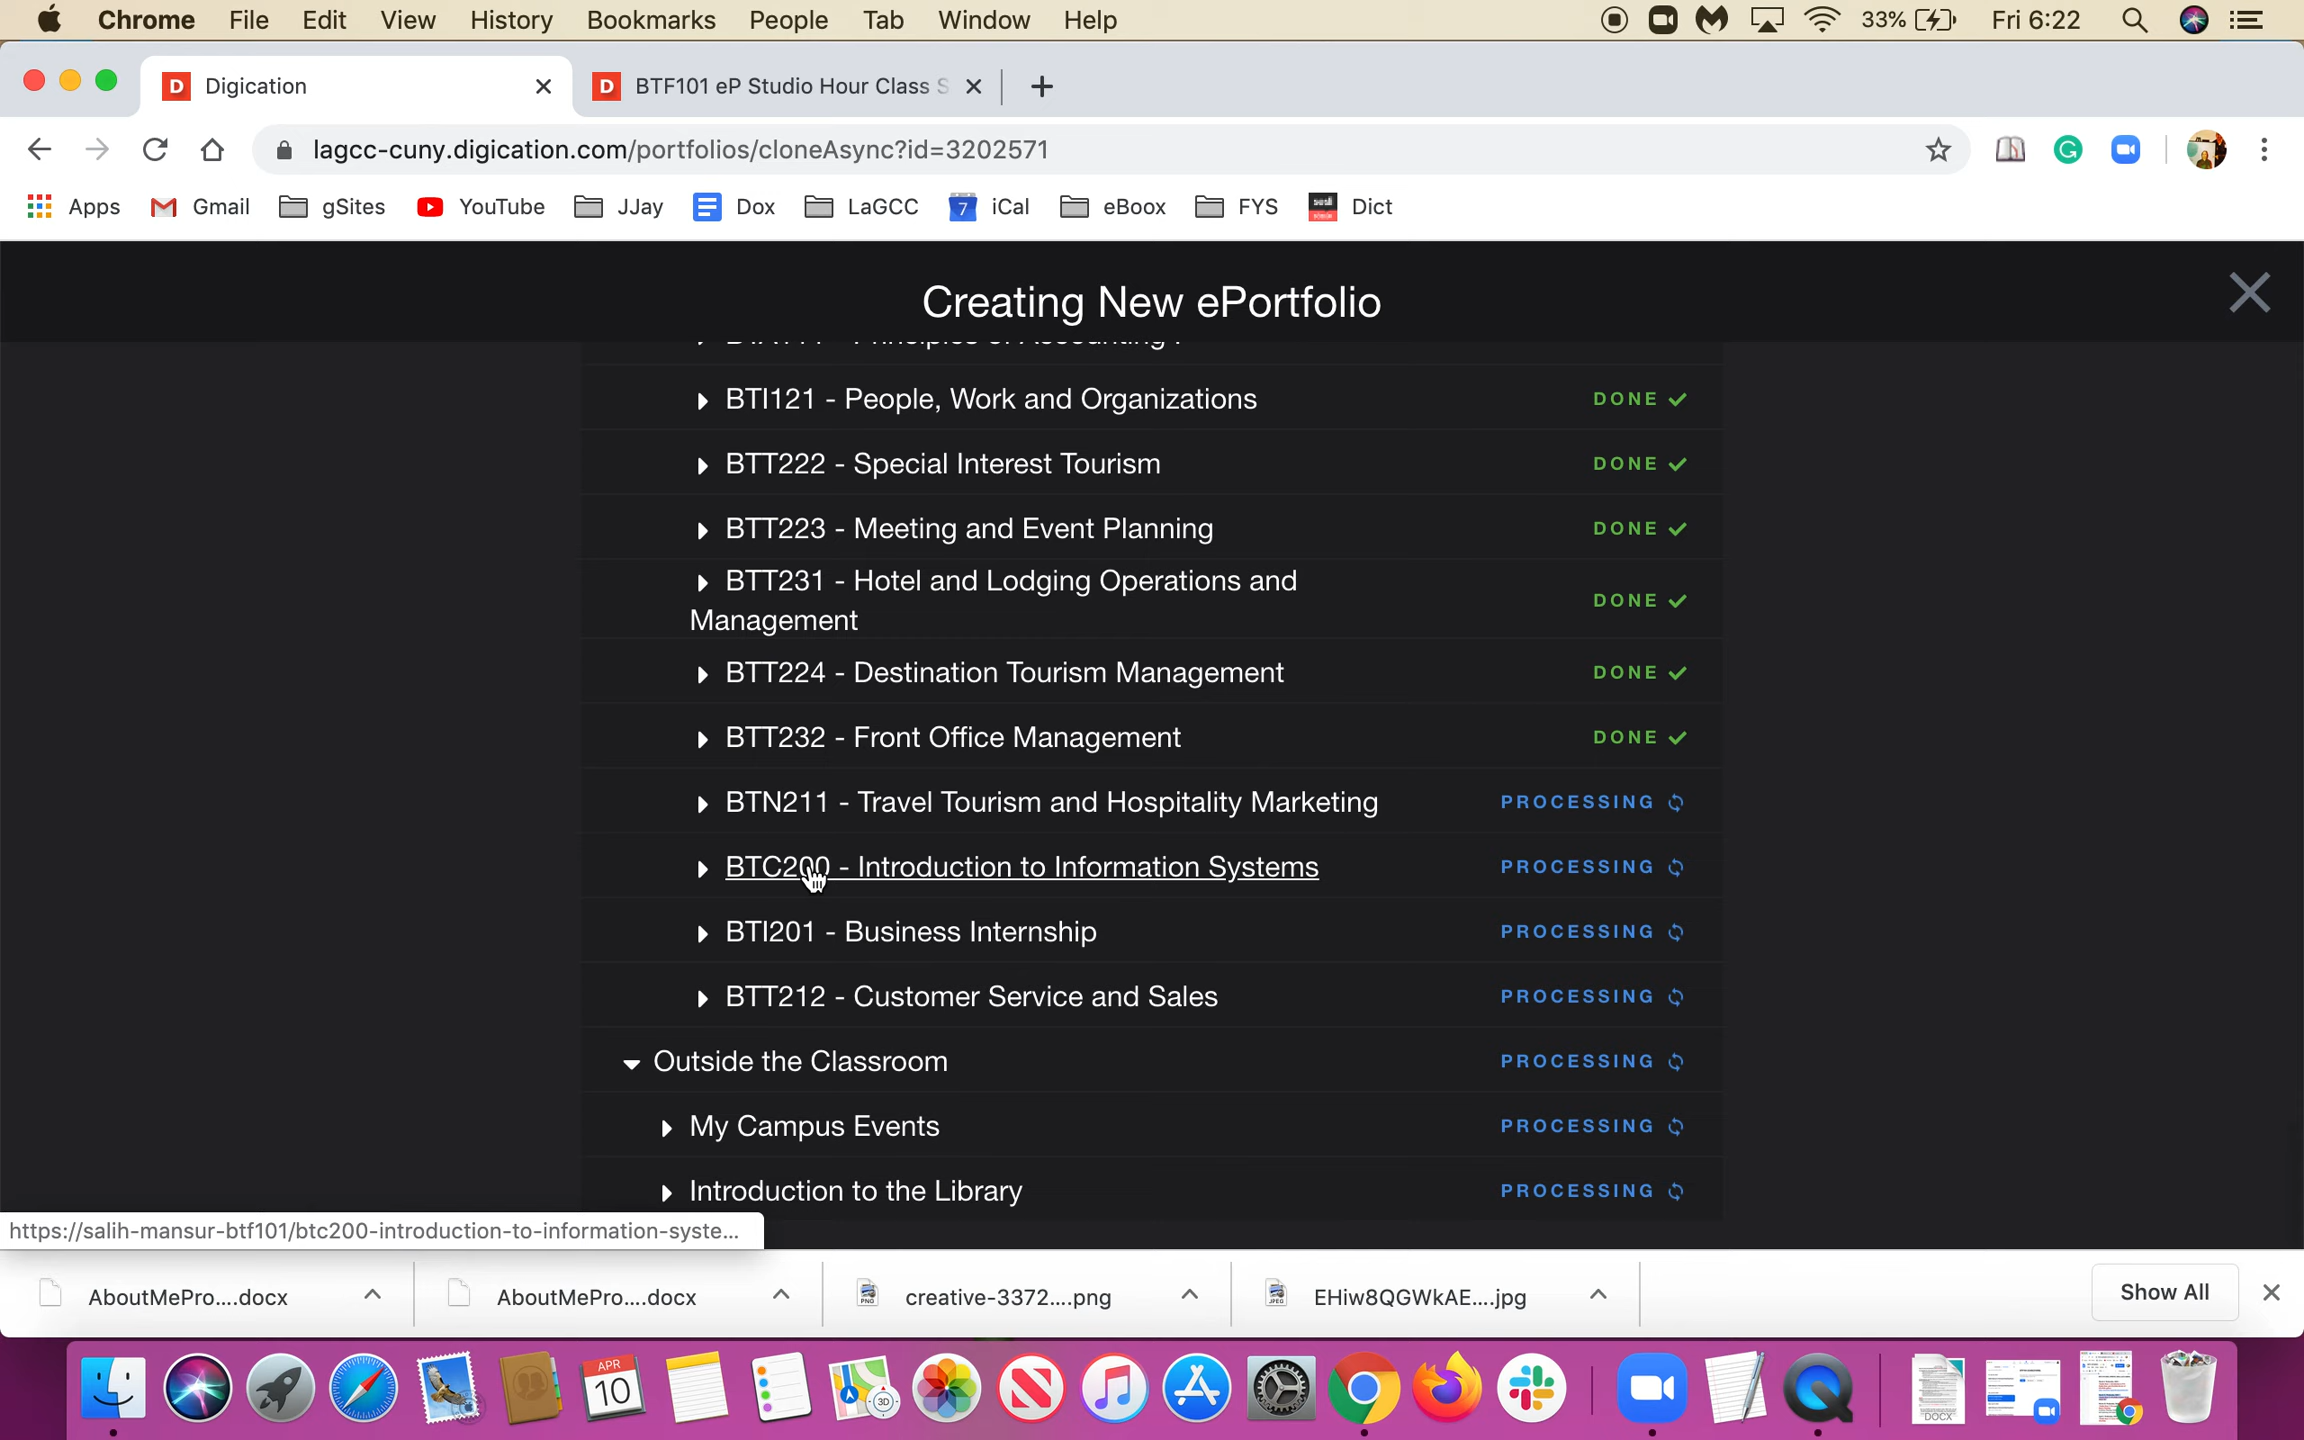 Chrome File Edit View History Bookmarks People Tab Window Help 33% Fri 6:22
D Digication D BTF101 eP Studio Hour Class S
lagcc-cuny.digication.com/portfolios/cloneAsync?id=3202571
Apps Gmail gSites YouTube JJay Dox LaGCC 7 iCal eBoox FYS Dict
Creating New ePortfolio
BTI121 - People, Work and Organizations DONE
BTT222 - Special Interest Tourism DONE
BTT223 - Meeting and Event Planning DONE
BTT231 - Hotel and Lodging Operations and
Management DONE
BTT224 - Destination Tourism Management DONE
BTT232 - Front Office Management DONE
BTN211 - Travel Tourism and Hospitality Marketing PROCESSING
BTC200 - Introduction to Information Systems PROCESSING
BTI201 - Business Internship PROCESSING
BTT212 - Customer Service and Sales PROCESSING
Outside the Classroom PROCESSING
My Campus Events PROCESSING
Introduction to the Library PROCESSING
https://salih-mansur-btf101/btc200-introduction-to-information-syste...
AboutMePro....docx AboutMePro....docx creative-3372....png EHiw8QGWkAE....jpg Show All
APR
10
3D
DOCX